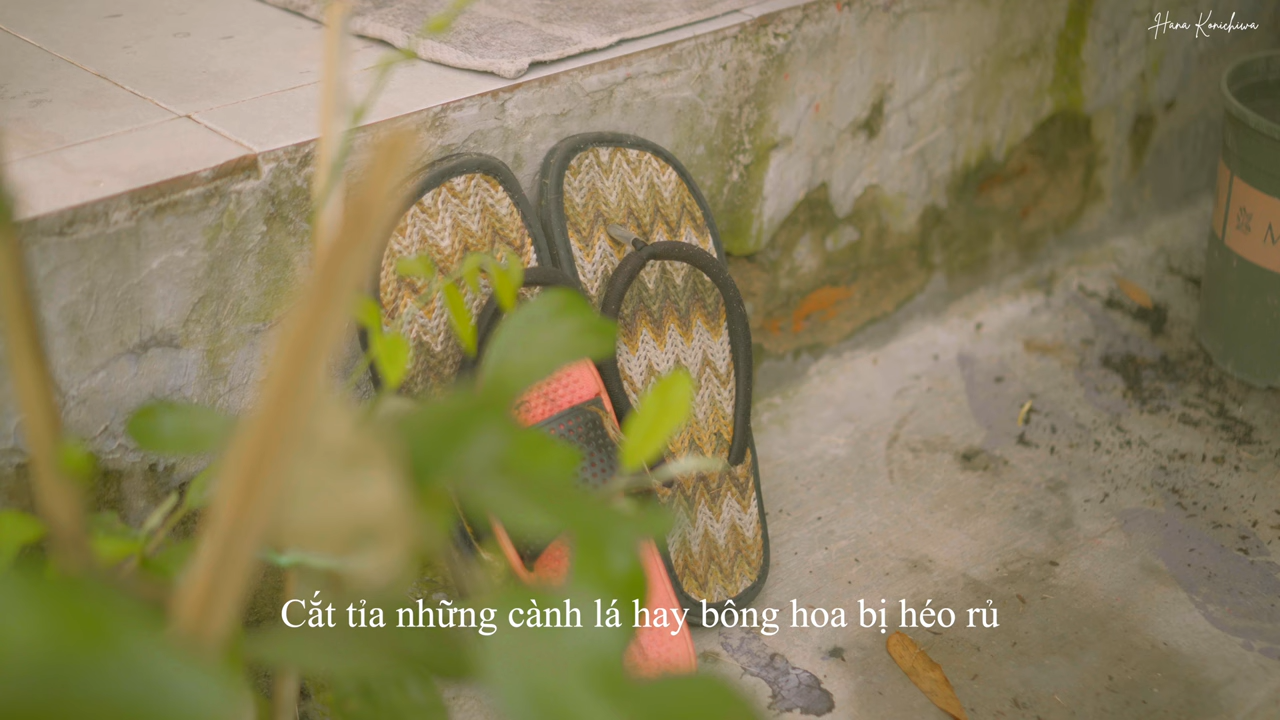 Hana Konichiwa
Cắt tỉa những cành lá hay bông hoa bị héo rủ